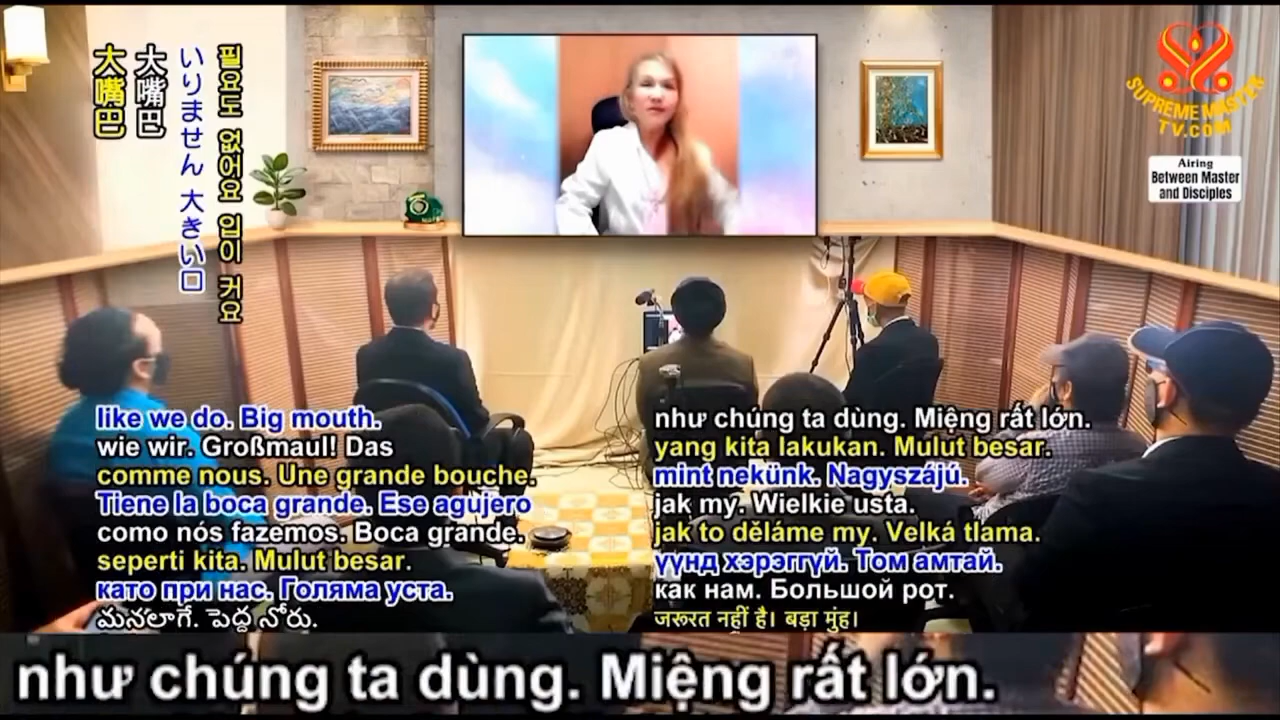 大嘴巴
大嘴巴
いりません 大きい口
필요도 없어요 입이 커요
SUPREME MASTER
TV.COM
Airing
Between Master
and Disciples
like we do. Big mouth.
wie wir. Großmaul! Das
comme nous. Une grande bouche.
Tiene la boca grande. Ese agujero
como nós fazemos. Boca grande.
seperti kita. Mulut besar.
като при нас. Голяма уста.
మనలాగే. పెద్ద నోరు.
như chúng ta dùng. Miệng rất lớn.
yang kita lakukan. Mulut besar.
mint nekünk. Nagyszájú.
jak my. Wielkie usta.
jak to děláme my. Velká tlama.
үүнд хэрэггүй. Том амтай.
как нам. Большой рот.
जरूरत नहीं है। बड़ा मुंह।
như chúng ta dùng. Miệng rất lớn.